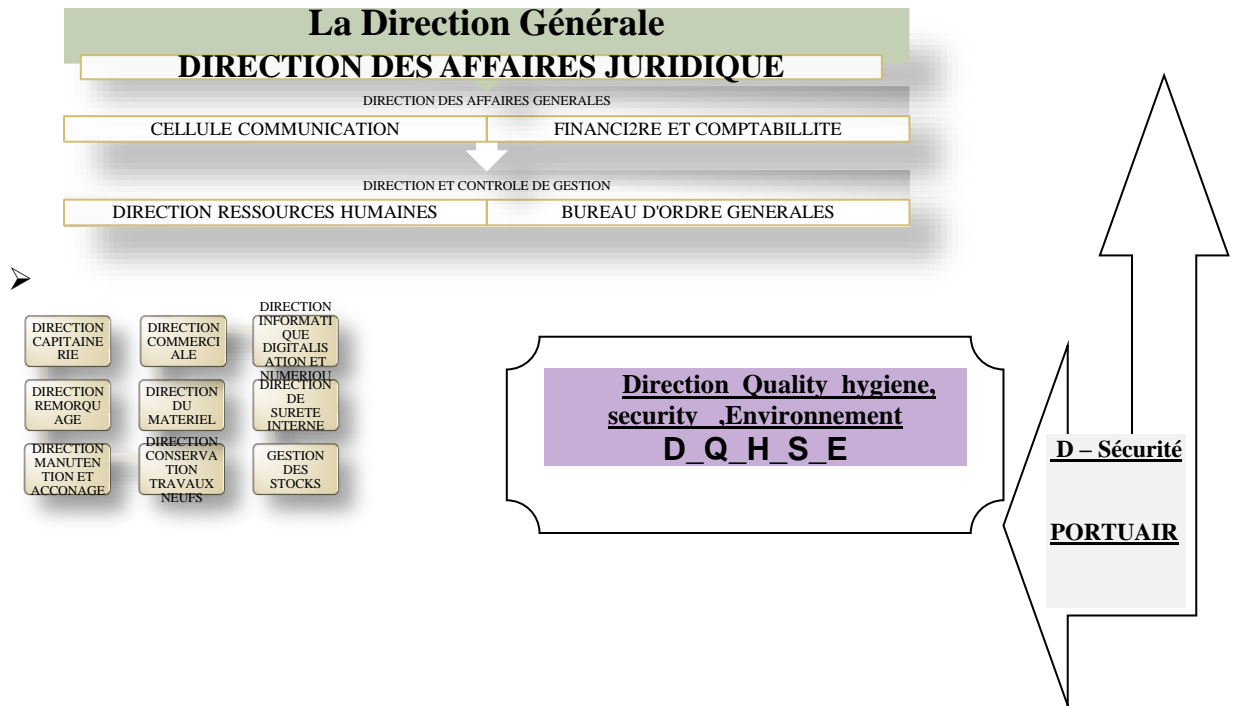 La Direction Générale
DIRECTION DES AFFAIRES JURIDIQUE
DIRECTION DES AFFAIRES GENERALES
CELLULE COMMUNICATION
FINANCI2RE ET COMPTABILLITE
DIRECTION ET CONTROLE DE GESTION
DIRECTION RESSOURCES HUMAINES
BUREAU D'ORDRE GENERALES
DIRECTION
CAPITAINE
RIE
DIRECTION
COMMERCI
ALE
DIRECTION
INFORMATI
QUE
DIGITALIS
ATION ET
NUMERIQU
DIRECTION
REMORQU
AGE
DIRECTION
DU
MATERIEL
DIRECTION
DE
SURETE
INTERNE
DIRECTION
MANUTEN
TION ET
ACCONAGE
DIRECTION
CONSERVA
TION
TRAVAUX
NEUFS
GESTION
DES
STOCKS
Direction Quality hygiene,
security ,Environnement
D_Q_H_S_E
D – Sécurité
PORTUAIR